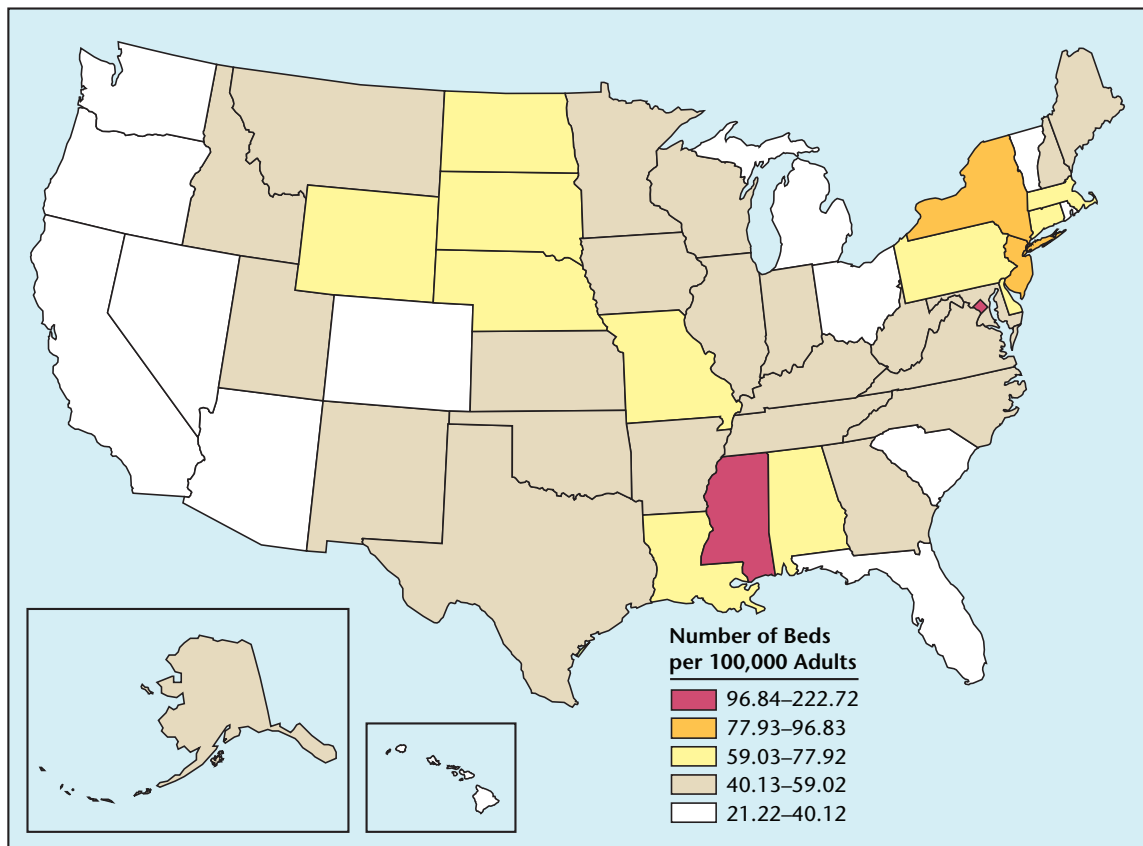 Number of Beds
per 100,000 Adults
96.84–222.72
77.93–96.83
59.03–77.92
40.13–59.02
21.22–40.12